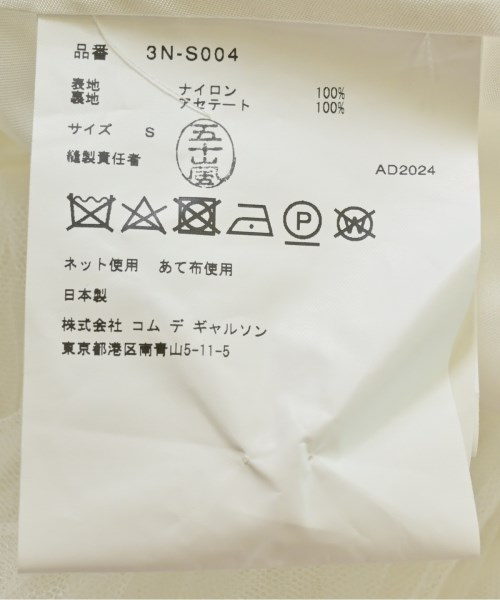 品番 3N-S004
表地 ナイロン 100%
裏地 アセテート 100%
サイズ S
縫製責任者 五十嵐
AD2024
P W
ネット使用 あて布使用
日本製
株式会社 コム デ ギャルソン
東京都港区南青山5-11-5